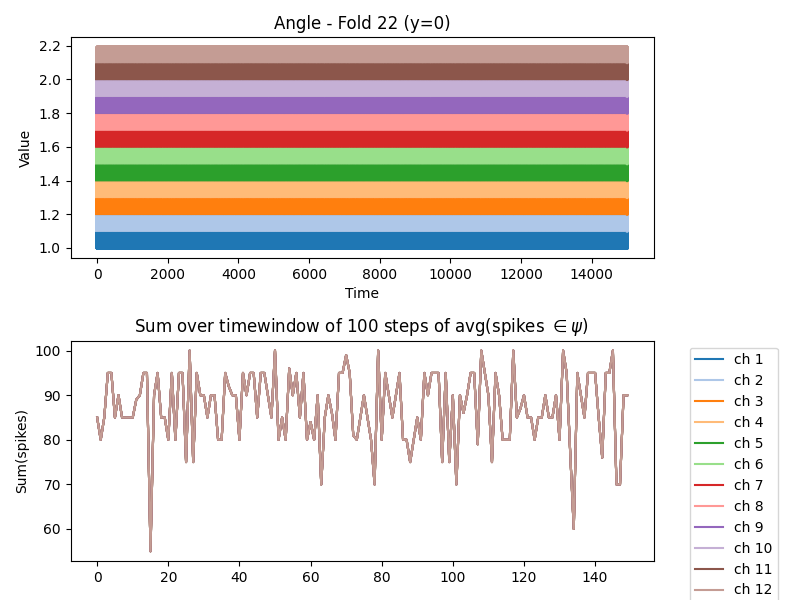 Angle - Fold 22 (y=0)
2.2
2.0
1.8
1.6
1.4
1.2
1.0
Value
0 2000 4000 6000 8000 10000 12000 14000
Time
Sum over timewindow of 100 steps of avg(spikes ∈ψ)
100
90
80
70
60
Sum(spikes)
0 20 40 60 80 100 120 140
ch 1
ch 2
ch 3
ch 4
ch 5
ch 6
ch 7
ch 8
ch 9
ch 10
ch 11
ch 12